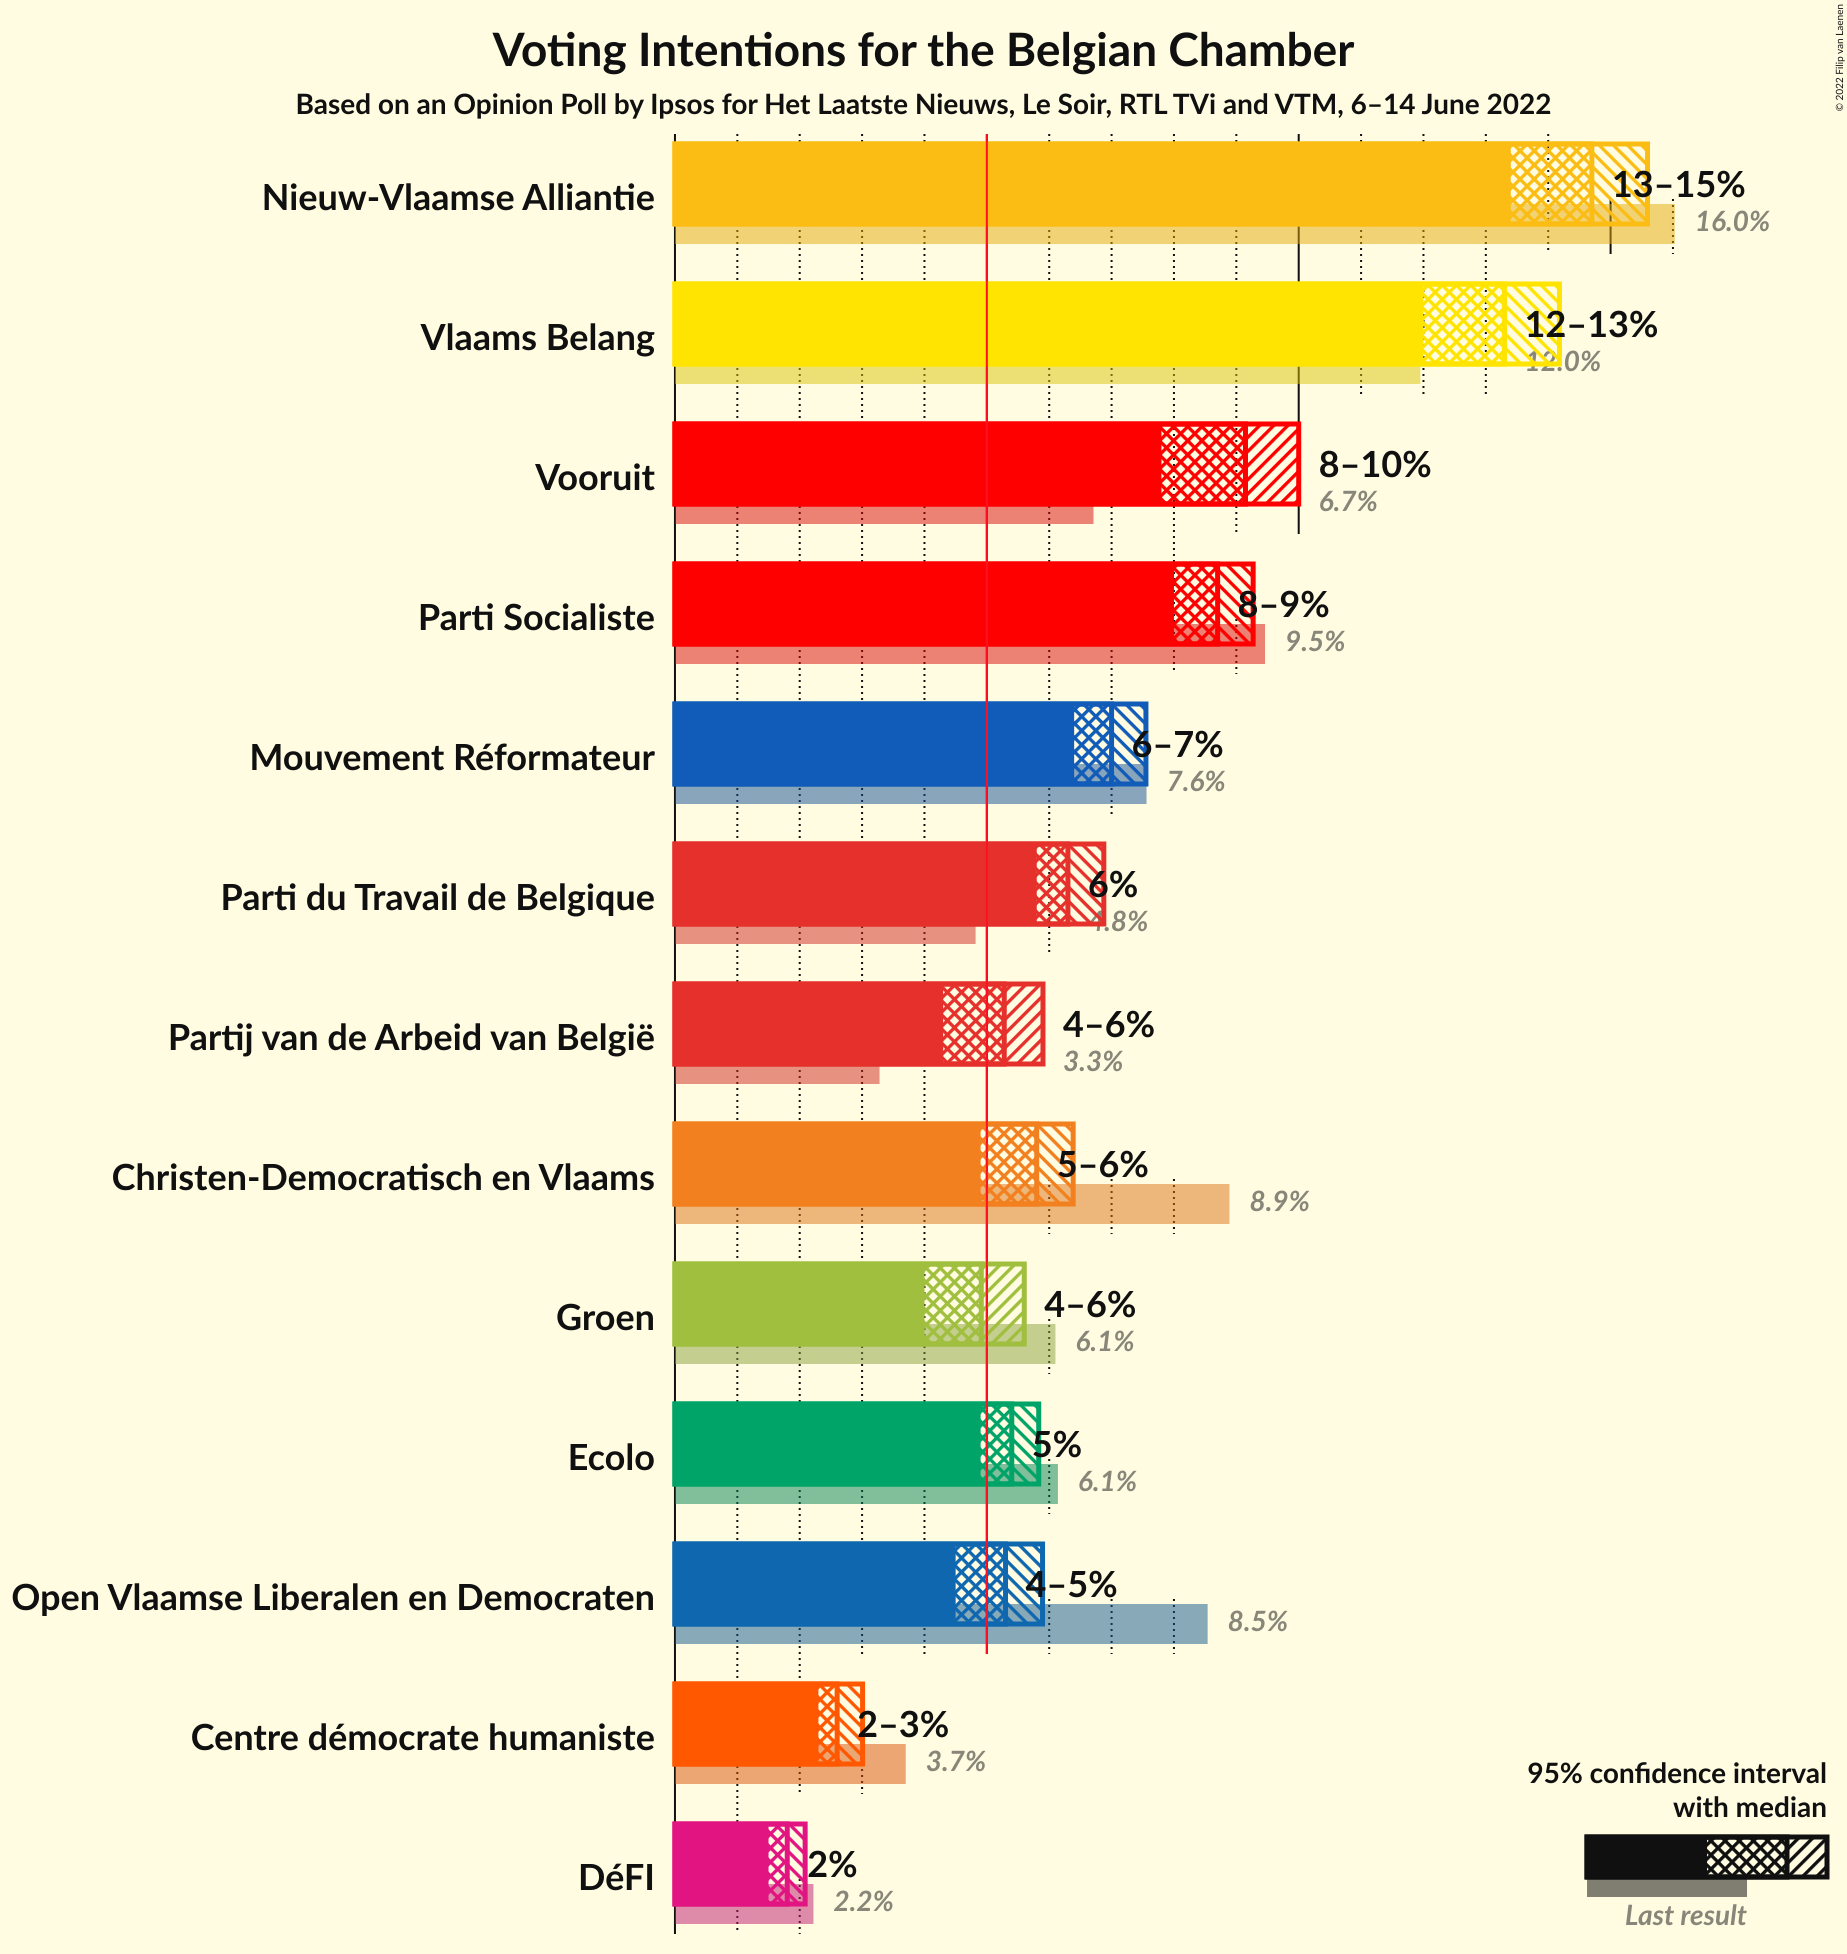 Voting Intentions for the Belgian Chamber
Based on an Opinion Poll by Ipsos for Het Laatste Nieuws, Le Soir, RTL TVi and VTM, 6–14 June 2022
© 2022 Filip van Laenen
Nieuw-Vlaamse Alliantie
13–15%
16.0%
Vlaams Belang
12–13%
12.0%
Vooruit
8–10%
6.7%
Parti Socialiste
8–9%
9.5%
Mouvement Réformateur
6–7%
7.6%
Parti du Travail de Belgique
6%
4.8%
Partij van de Arbeid van België
4–6%
3.3%
Christen-Democratisch en Vlaams
5–6%
8.9%
Groen
4–6%
6.1%
Ecolo
5%
6.1%
Open Vlaamse Liberalen en Democraten
4–5%
8.5%
Centre démocrate humaniste
2–3%
3.7%
DéFI
2%
2.2%
95% confidence interval
with median
Last result